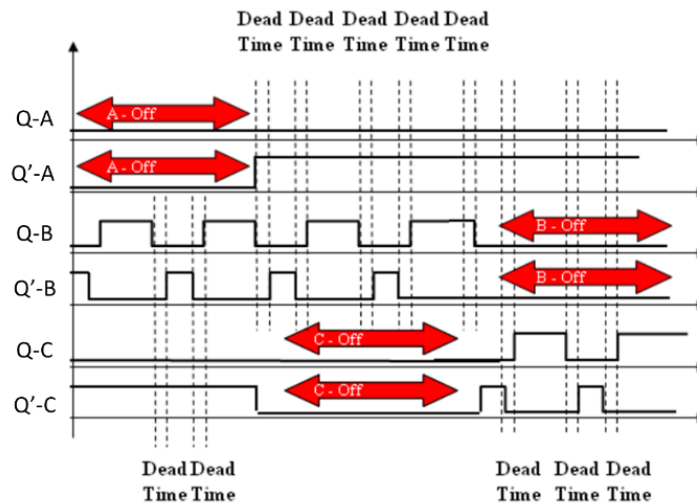 Dead Dead Dead Dead Dead
Time Time Time Time Time
Q-A
A - Off
Q'-A
A - Off
Q-B
B - Off
Q'-B
B - Off
Q-C
C - Off
Q'-C
C - Off
Dead Dead Dead Dead Dead
Time Time Time Time Time